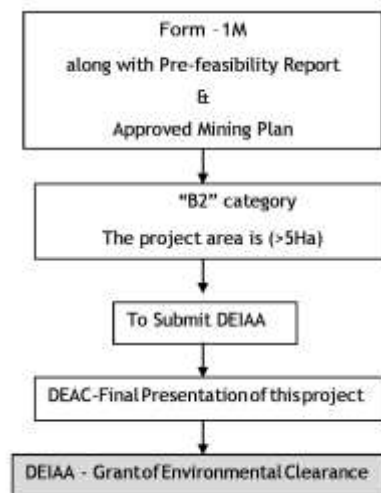 Form - 1M
along with Pre-feasibility Report
&
Approved Mining Plan
"B2" category
The project area is (>5Ha)
To Submit DEIAA
DEAC-Final Presentation of this project
DEIAA - Grant of Environmental Clearance